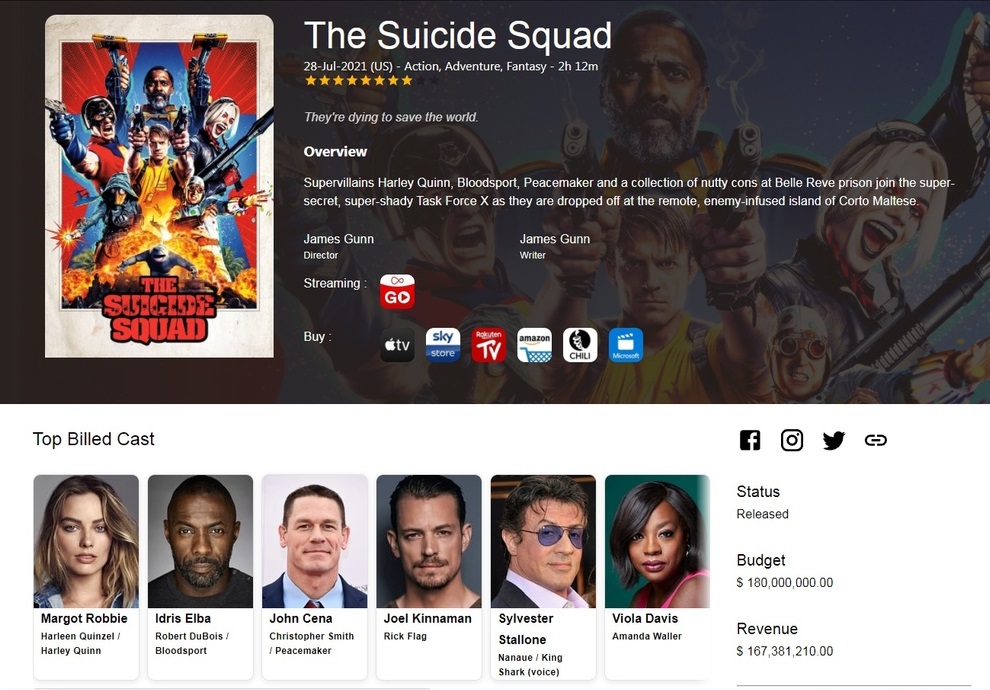 The Suicide Squad
28-Jul-2021 (US) - Action, Adventure, Fantasy - 2h 12m
They're dying to save the world.
Overview
Supervillains Harley Quinn, Bloodsport, Peacemaker and a collection of nutty cons at Belle Reve prison join the super-
secret, super-shady Task Force X as they are dropped off at the remote, enemy-infused island of Corto Maltese.
James Gunn
Director
James Gunn
Writer
Streaming :
GO
Buy :
tv
sky
store
Rakuten
TV
amazon
CHILI
Microsoft
THE
SUICIDE
SQUAD
Top Billed Cast
Margot Robbie
Harleen Quinzel /
Harley Quinn
Idris Elba
Robert DuBois /
Bloodsport
John Cena
Christopher Smith
/ Peacemaker
Joel Kinnaman
Rick Flag
Sylvester
Stallone
Nanaue / King
Shark (voice)
Viola Davis
Amanda Waller
Status
Released
Budget
$ 180,000,000.00
Revenue
$ 167,381,210.00